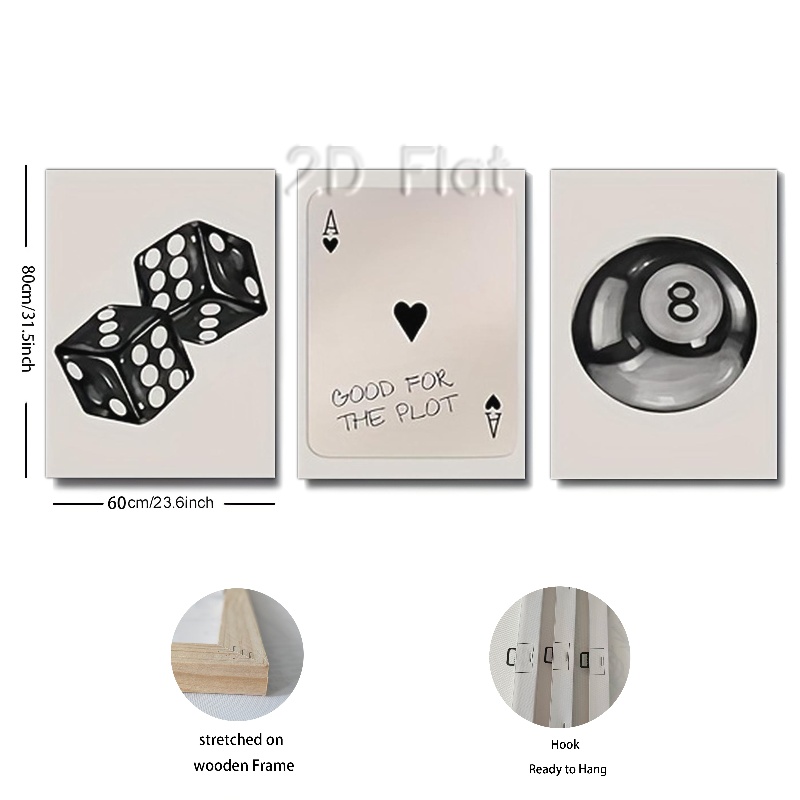 2D Flat
A
GOOD FOR
THE PLOT
A
8
80cm/31.5inch
60cm/23.6inch
stretched on
wooden Frame
Hook
Ready to Hang